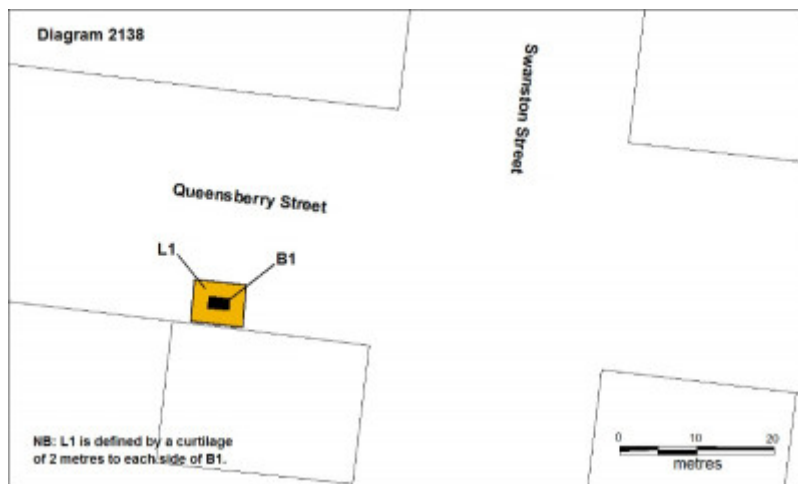 Diagram 2138
Swanston Street
Queensberry Street
L1
B1
NB: L1 is defined by a curtilage
of 2 metres to each side of B1.
0 10 20
metres